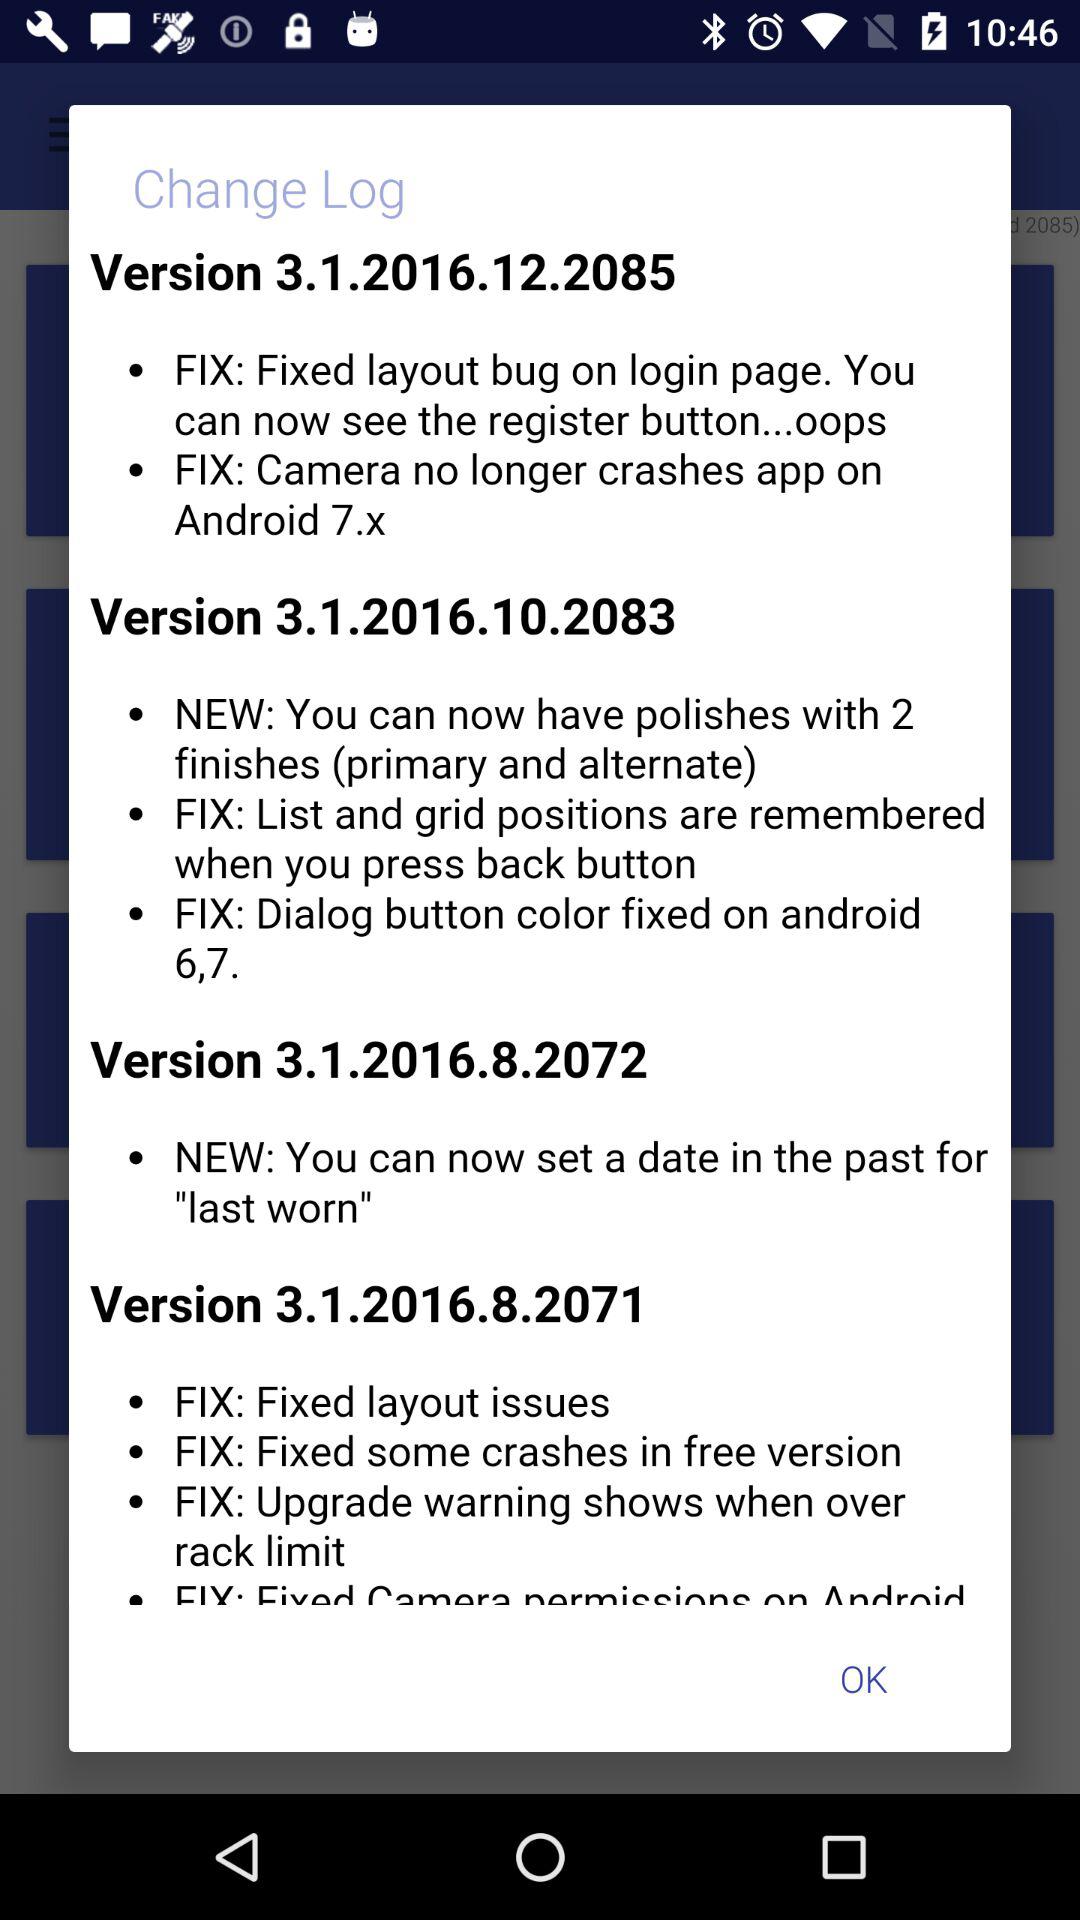 FAK
10:46
Change Log
d 2085)
Version 3.1.2016.12.2085
• FIX: Fixed layout bug on login page. You
can now see the register button...oops
• FIX: Camera no longer crashes app on
Android 7.x
Version 3.1.2016.10.2083
• NEW: You can now have polishes with 2
finishes (primary and alternate)
• FIX: List and grid positions are remembered
when you press back button
• FIX: Dialog button color fixed on android
6,7.
Version 3.1.2016.8.2072
• NEW: You can now set a date in the past for
"last worn"
Version 3.1.2016.8.2071
• FIX: Fixed layout issues
• FIX: Fixed some crashes in free version
• FIX: Upgrade warning shows when over
rack limit
• FIX: Fixed Camera permissions on Android
OK